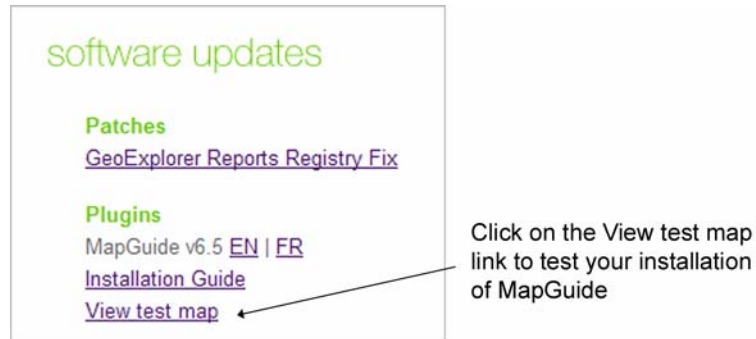 software updates
Patches
GeoExplorer Reports Registry Fix
Plugins
MapGuide v6.5 EN | FR
Installation Guide
View test map
Click on the View test map
link to test your installation
of MapGuide